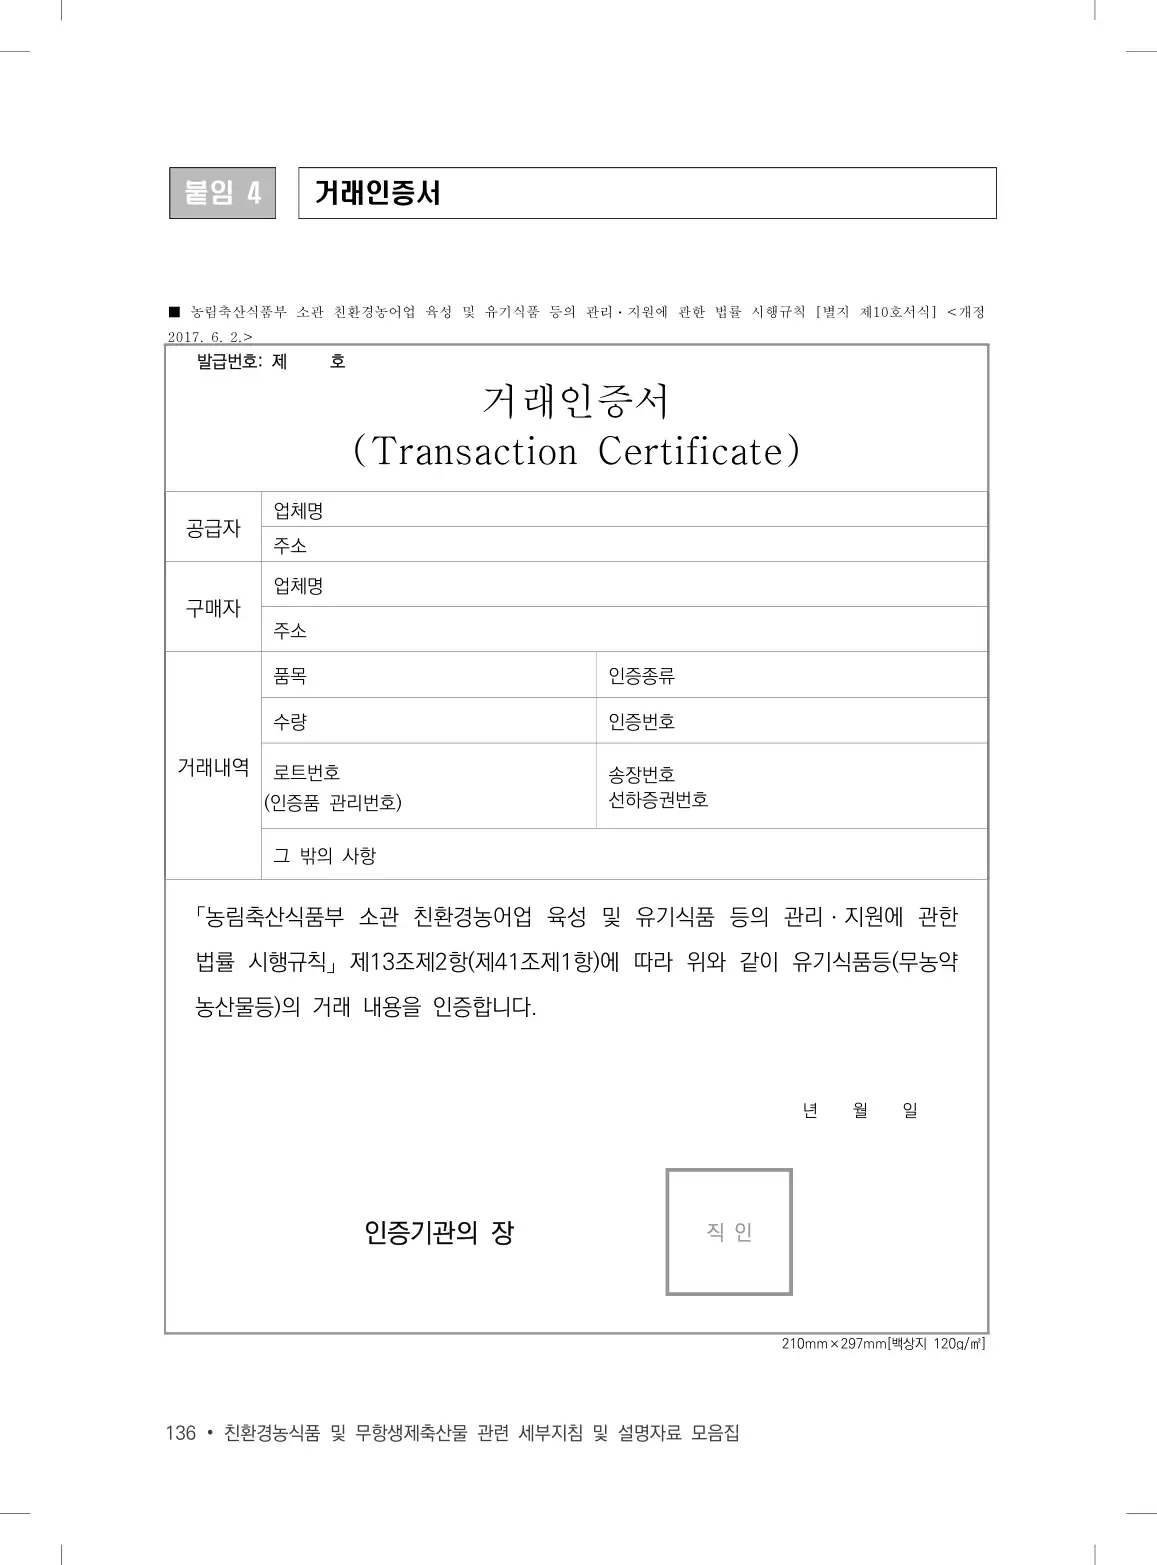 붙임 4
거래인증서
■ 농림축산식품부 소관 친환경농어업 육성 및 유기식품 등의 관리·지원에 관한 법률 시행규칙 [별지 제10호서식] <개정
2017. 6. 2.>
발급번호: 제 호
거래인증서
(Transaction Certificate)
공급자
업체명
주소
구매자
업체명
주소
거래내역
품목
인증종류
수량
인증번호
로트번호
(인증품 관리번호)
송장번호
선하증권번호
그 밖의 사항
「농림축산식품부 소관 친환경농어업 육성 및 유기식품 등의 관리·지원에 관한
법률 시행규칙」 제13조제2항(제41조제1항)에 따라 위와 같이 유기식품등(무농약
농산물등)의 거래 내용을 인증합니다.
년 월 일
인증기관의 장
직 인
210mm×297mm[백상지 120g/㎡]
136 • 친환경농식품 및 무항생제축산물 관련 세부지침 및 설명자료 모음집